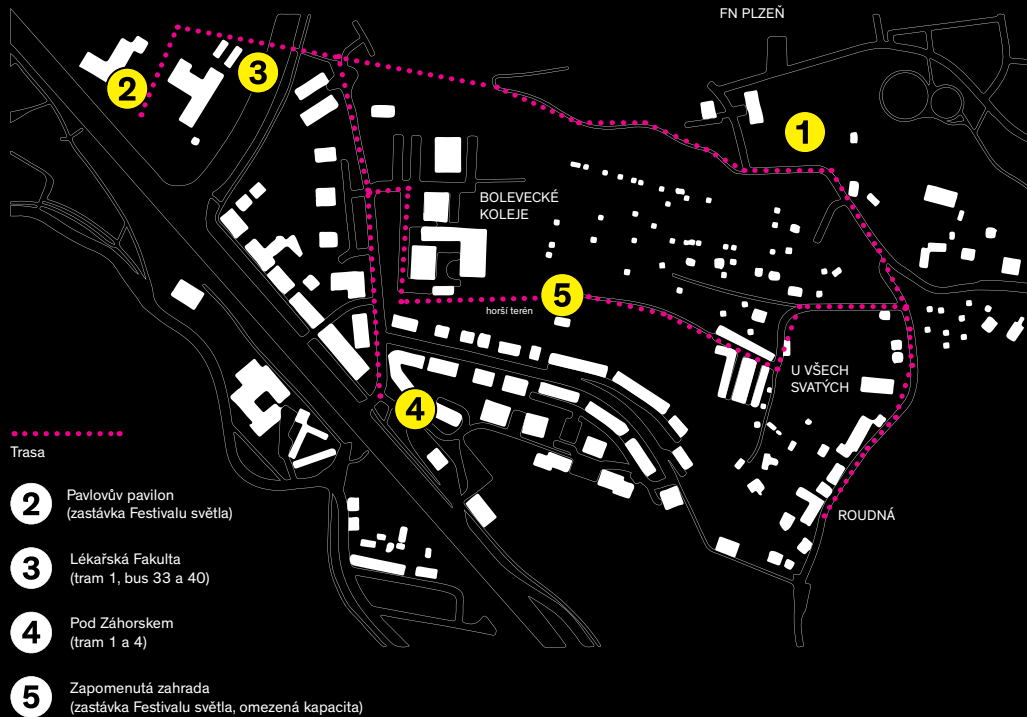 FN PLZEŇ
2
3
1
BOLEVECKÉ
KOLEJE
5
horší terén
U VŠECH
SVATÝCH
4
ROUDNÁ
Trasa
2
Pavlovův pavilon
(zastávka Festivalu světla)
3
Lékařská Fakulta
(tram 1, bus 33 a 40)
4
Pod Záhorskem
(tram 1 a 4)
5
Zapomenutá zahrada
(zastávka Festivalu světla, omezená kapacita)